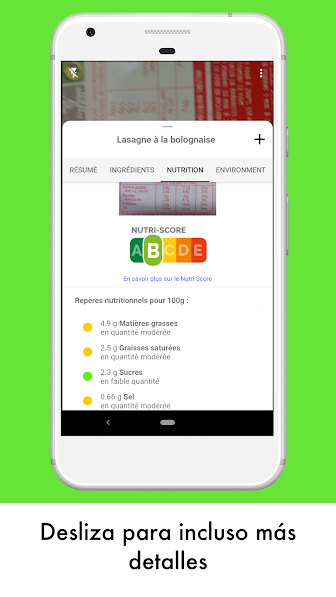 Lasagne à la bolognaise
RÉSUMÉ INGRÉDIENTS NUTRITION ENVIRONMENT
NUTRI-SCORE
A B C D E
En savoir plus sur le Nutri-Score
Repères nutritionnels pour 100g :
4.9 g Matières grasses
en quantité modérée
2.5 g Graisses saturées
en quantité modérée
2.3 g Sucres
en faible quantité
0.66 g Sel
en quantité modérée
Desliza para incluso más
detalles